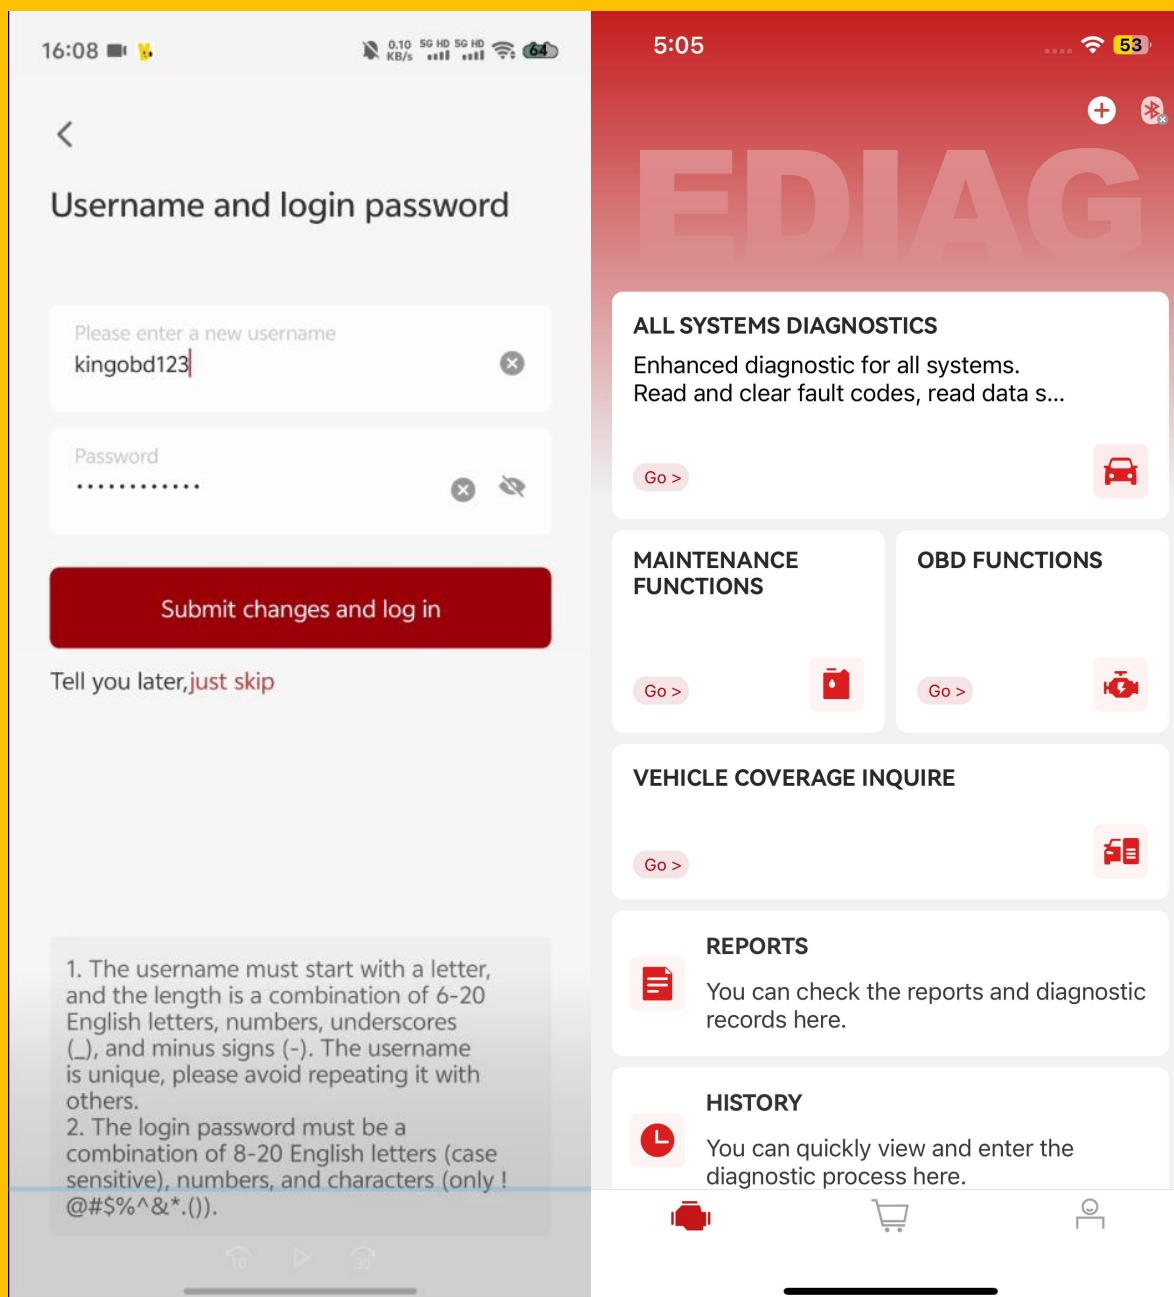 16:08
0.10 KB/s 5G HD 5G HD 64
Username and login password
Please enter a new username
kingobd123
Password
Submit changes and log in
Tell you later,just skip
1. The username must start with a letter,
and the length is a combination of 6-20
English letters, numbers, underscores
(_), and minus signs (-). The username
is unique, please avoid repeating it with
others.
2. The login password must be a
combination of 8-20 English letters (case
sensitive), numbers, and characters (only !
@#$%^&*.()).
10
30
5:05
53
EDIAG
ALL SYSTEMS DIAGNOSTICS
Enhanced diagnostic for all systems.
Read and clear fault codes, read data s...
Go >
MAINTENANCE
FUNCTIONS
Go >
OBD FUNCTIONS
Go >
VEHICLE COVERAGE INQUIRE
Go >
REPORTS
You can check the reports and diagnostic
records here.
HISTORY
You can quickly view and enter the
diagnostic process here.